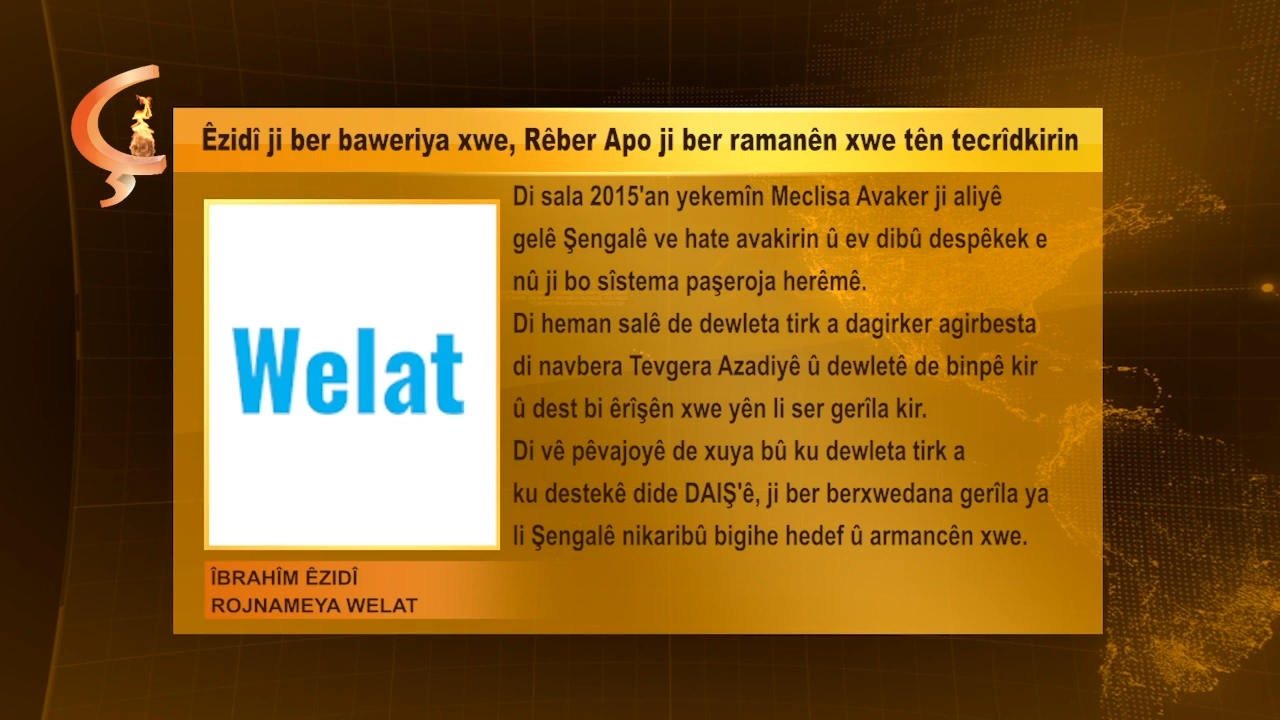 Êzidî ji ber baweriya xwe, Rêber Apo ji ber ramanên xwe tên tecrîdkirin
Di sala 2015'an yekemîn Meclisa Avaker ji aliyê
gelê Şengalê ve hate avakirin û ev dibû despêkek e
nû ji bo sîstema paşeroja herêmê.
Di heman salê de dewleta tirk a dagirker agirbesta
di navbera Tevgera Azadiyê û dewletê de binpê kir
û dest bi êrîşên xwe yên li ser gerîla kir.
Di vê pêvajoyê de xuya bû ku dewleta tirk a
ku destekê dide DAIŞ'ê, ji ber berxwedana gerîla ya
li Şengalê nikaribû bigihe hedef û armancên xwe.
Welat
ÎBRAHÎM ÊZIDÎ
ROJNAMEYA WELAT